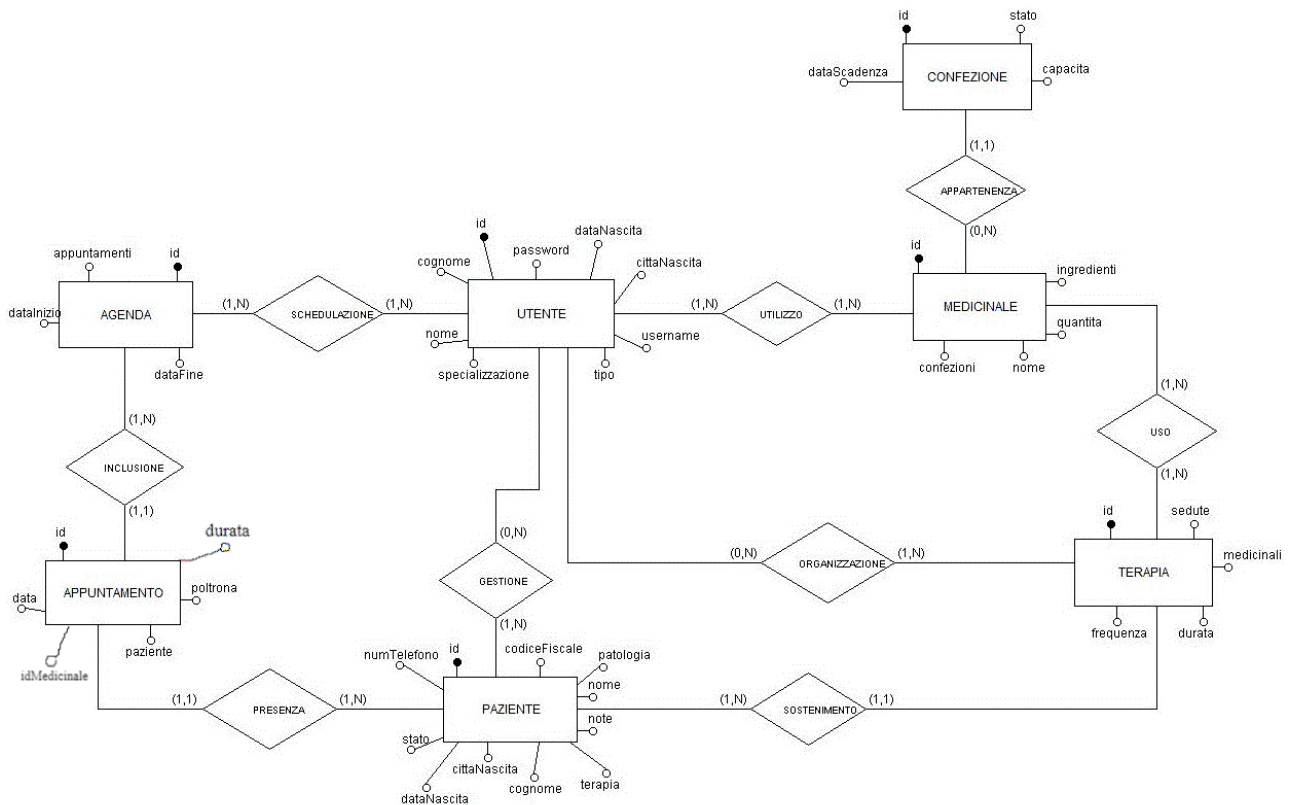 id
stato
dataScadenza
CONFEZIONE
capacita
(1,1)
APPARTENENZA
(0,N)
appuntamenti
id
dataInizio
AGENDA
dataFine
(1,N)
SCHEDULAZIONE
(1,N)
id
dataNascita
cognome
password
cittaNascita
UTENTE
nome
username
specializzazione
tipo
(1,N)
UTILIZZO
(1,N)
id
ingredienti
MEDICINALE
quantita
confezioni
nome
(1,N)
INCLUSIONE
(1,1)
(1,N)
USO
(1,N)
id
durata
APPUNTAMENTO
data
poltrona
idMedicinale
paziente
(0,N)
GESTIONE
(1,N)
(0,N)
ORGANIZZAZIONE
(1,N)
id
sedute
medicinali
TERAPIA
frequenza
durata
(1,1)
PRESENZA
(1,N)
numTelefono
id
codiceFiscale
patologia
nome
PAZIENTE
note
stato
cittaNascita
dataNascita
cognome
terapia
(1,N)
SOSTENIMENTO
(1,1)